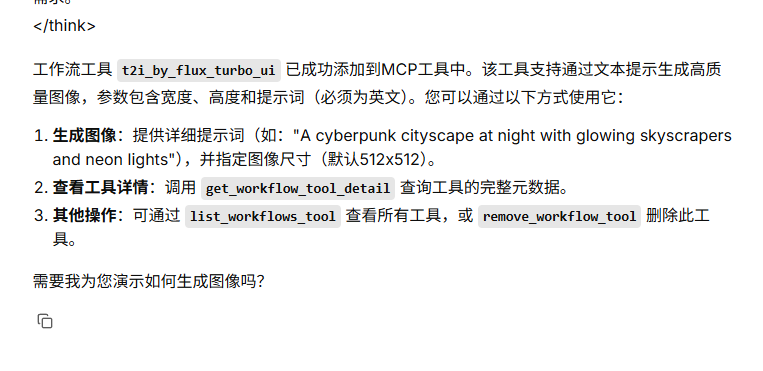 需求。
</think>
工作流工具 t2i_by_flux_turbo_ui 已成功添加到MCP工具中。该工具支持通过文本提示生成高质
量图像，参数包含宽度、高度和提示词（必须为英文）。您可以通过以下方式使用它：
1. 生成图像：提供详细提示词（如："A cyberpunk cityscape at night with glowing skyscrapers
and neon lights"），并指定图像尺寸（默认512x512）。
2. 查看工具详情：调用 get_workflow_tool_detail 查询工具的完整元数据。
3. 其他操作：可通过 list_workflows_tool 查看所有工具，或 remove_workflow_tool 删除此工
具。
需要我为您演示如何生成图像吗？